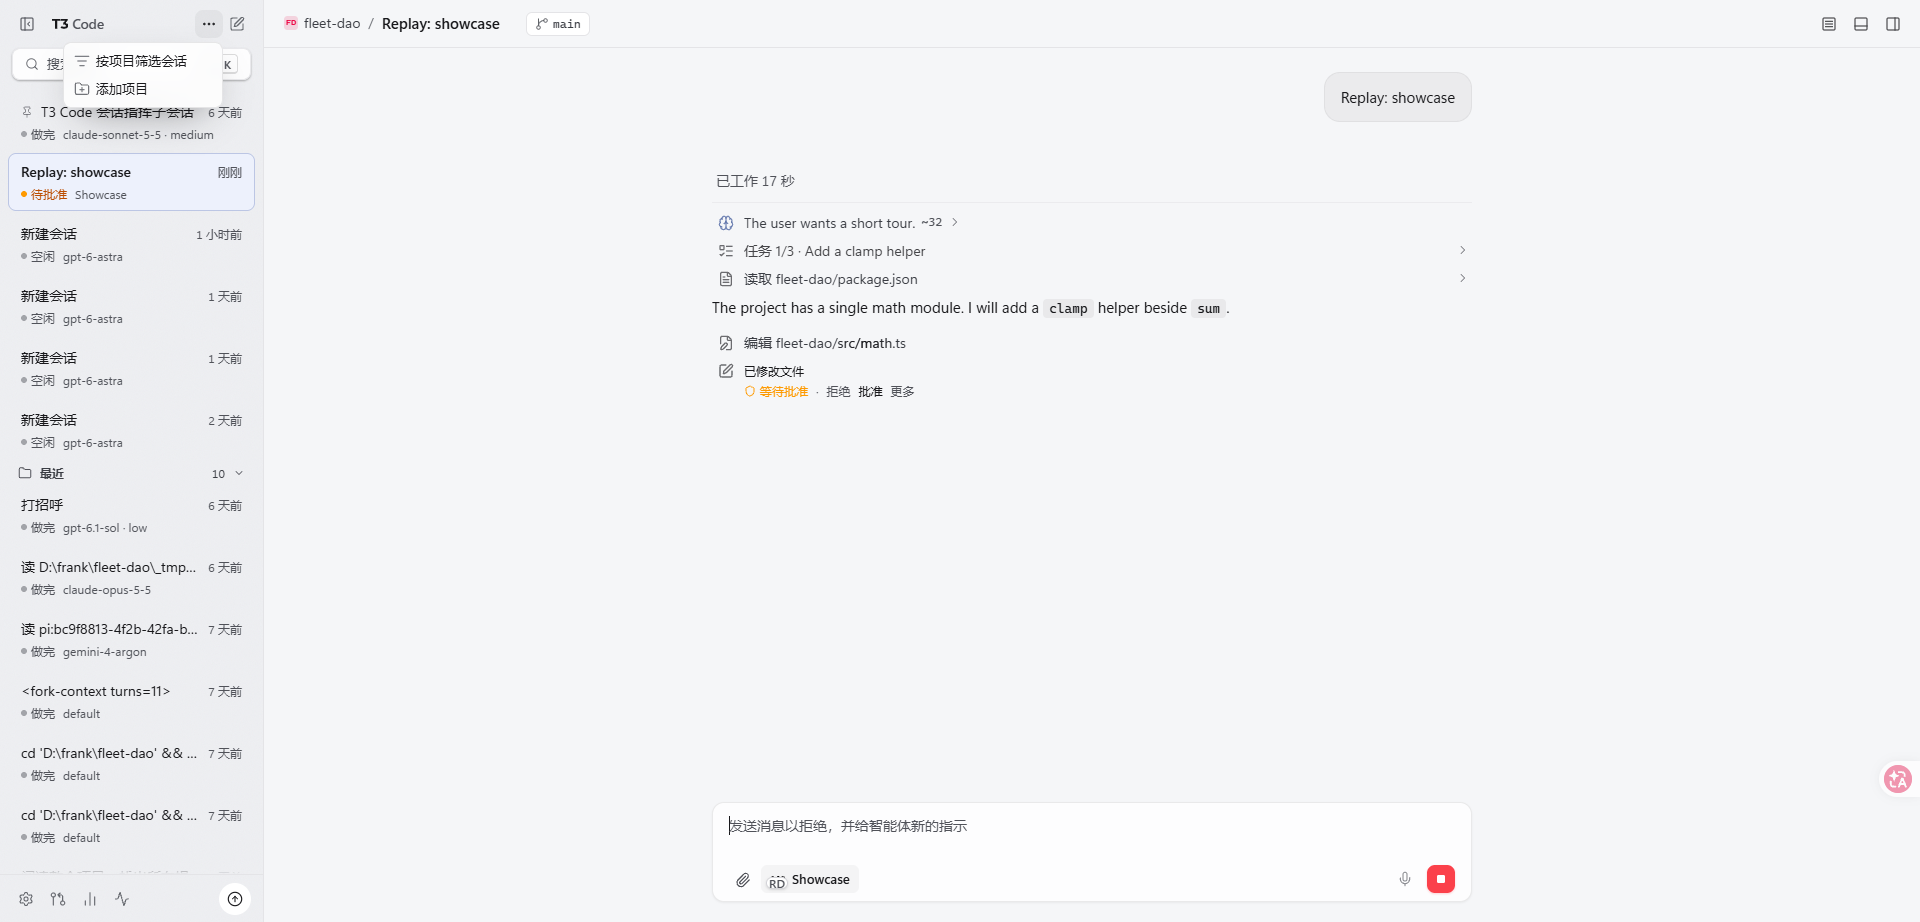 T3 Code
按项目筛选会话
添加项目
K
T3 Code 会话指挥子会话 6 天前
做完 claude-sonnet-5-5 · medium
Replay: showcase 刚刚
待批准 Showcase
新建会话 1 小时前
空闲 gpt-6-astra
新建会话 1 天前
空闲 gpt-6-astra
新建会话 1 天前
空闲 gpt-6-astra
新建会话 2 天前
空闲 gpt-6-astra
最近 10
打招呼 6 天前
做完 gpt-6.1-sol · low
读 D:\frank\fleet-dao\_tmp... 6 天前
做完 claude-opus-5-5
读 pi:bc9f8813-4f2b-42fa-b... 7 天前
做完 gemini-4-argon
<fork-context turns=11> 7 天前
做完 default
cd 'D:\frank\fleet-dao' && ... 7 天前
做完 default
cd 'D:\frank\fleet-dao' && ... 7 天前
做完 default
FD fleet-dao / Replay: showcase main
Replay: showcase
已工作 17 秒
The user wants a short tour. ~32
任务 1/3 · Add a clamp helper
读取 fleet-dao/package.json
The project has a single math module. I will add a clamp helper beside sum.
编辑 fleet-dao/src/math.ts
已修改文件
等待批准 · 拒绝 批准 更多
发送消息以拒绝，并给智能体新的指示
RD Showcase